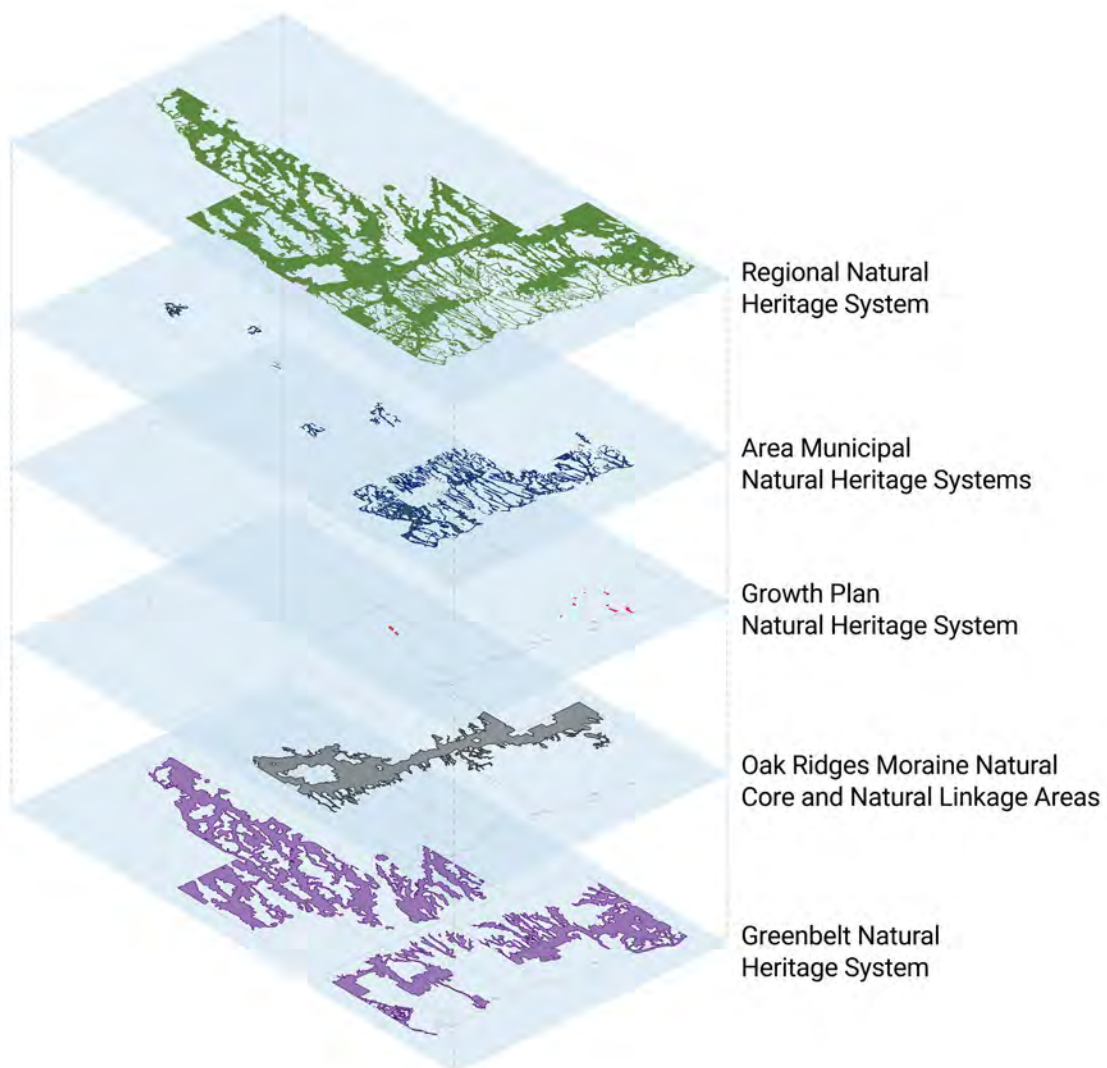 Regional Natural
Heritage System
Area Municipal
Natural Heritage Systems
Growth Plan
Natural Heritage System
Oak Ridges Moraine Natural
Core and Natural Linkage Areas
Greenbelt Natural
Heritage System